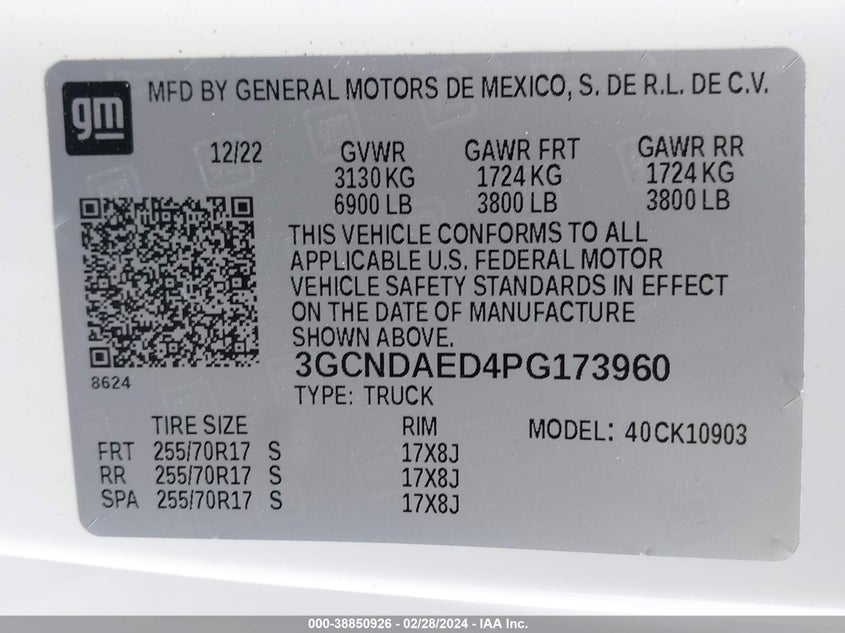 gm MFD BY GENERAL MOTORS DE MEXICO, S. DE R.L. DE C.V.
12/22 GVWR GAWR FRT GAWR RR
3130 KG 1724 KG 1724 KG
6900 LB 3800 LB 3800 LB
THIS VEHICLE CONFORMS TO ALL
APPLICABLE U.S. FEDERAL MOTOR
VEHICLE SAFETY STANDARDS IN EFFECT
ON THE DATE OF MANUFACTURE
SHOWN ABOVE.
3GCNDAED4PG173960
8624
TYPE: TRUCK
TIRE SIZE RIM MODEL: 40CK10903
FRT 255/70R17 S 17X8J
RR 255/70R17 S 17X8J
SPA 255/70R17 S 17X8J
000-38850926 - 02/28/2024 - IAA Inc.